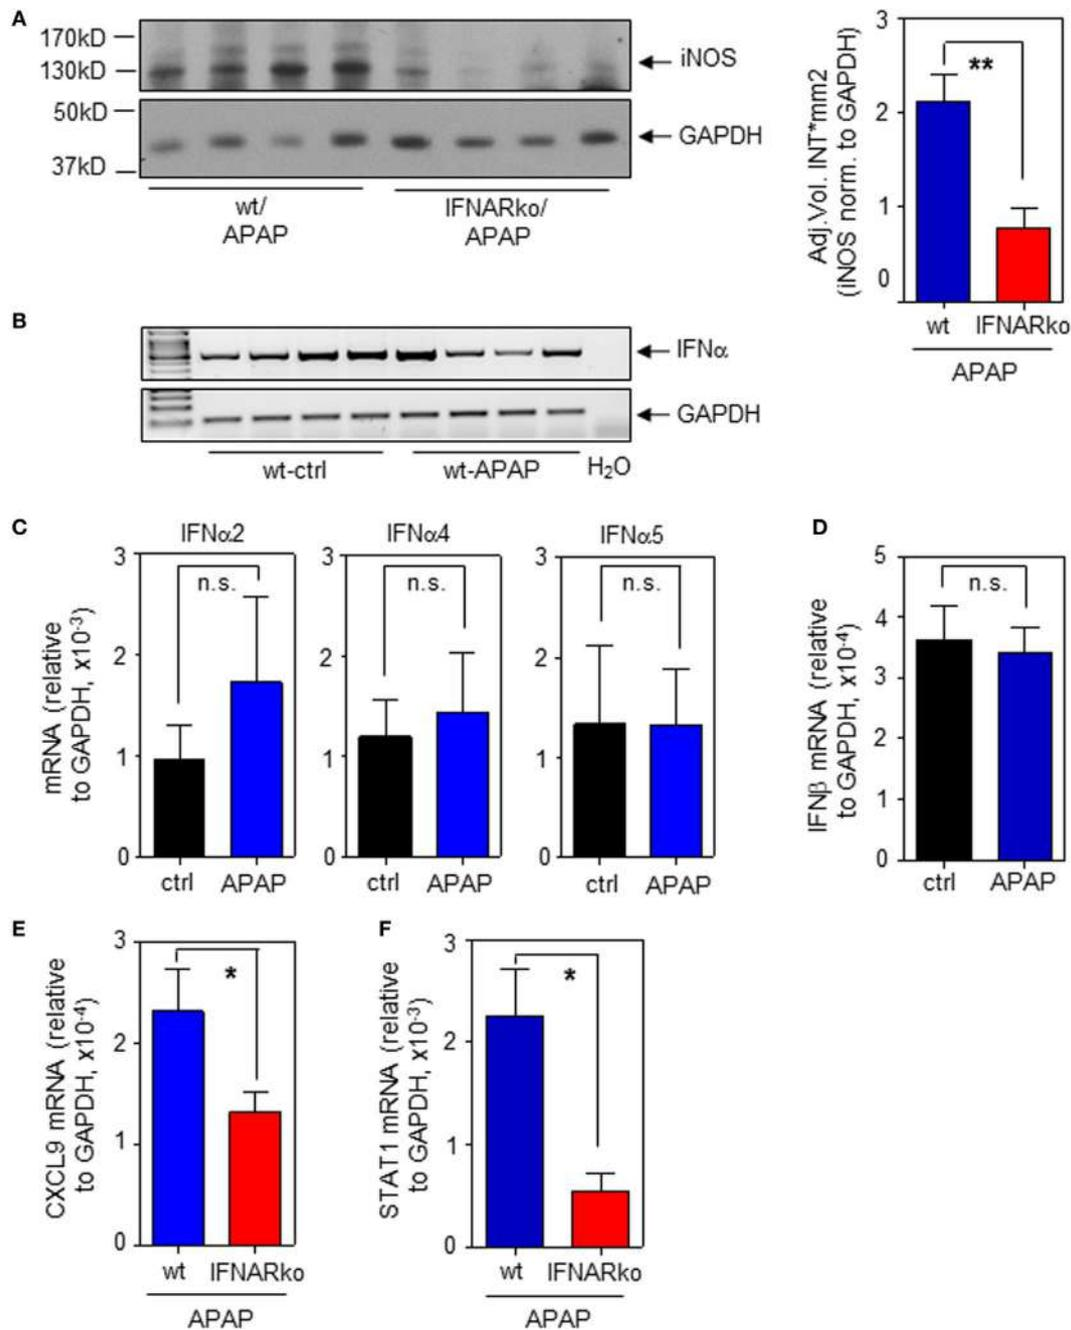 A
170kD
130kD
50kD
37kD
iNOS
GAPDH
wt/
APAP
IFNARko/
APAP
Adj.Vol. INT*mm2
(iNOS norm. to GAPDH)
3
2
1
0
**
wt IFNARko
APAP
B
IFNα
GAPDH
wt-ctrl wt-APAP H₂O
C
mRNA (relative
to GAPDH, x10⁻³)
IFNα2
3
2
1
0
n.s.
ctrl APAP
IFNα4
3
2
1
0
n.s.
ctrl APAP
IFNα5
3
2
1
0
n.s.
ctrl APAP
D
IFNβ mRNA (relative
to GAPDH, x10⁻⁴)
5
4
3
2
1
0
n.s.
ctrl APAP
E
CXCL9 mRNA (relative
to GAPDH, x10⁻⁴)
3
2
1
0
*
wt IFNARko
APAP
F
STAT1 mRNA (relative
to GAPDH, x10⁻³)
3
2
1
0
*
wt IFNARko
APAP